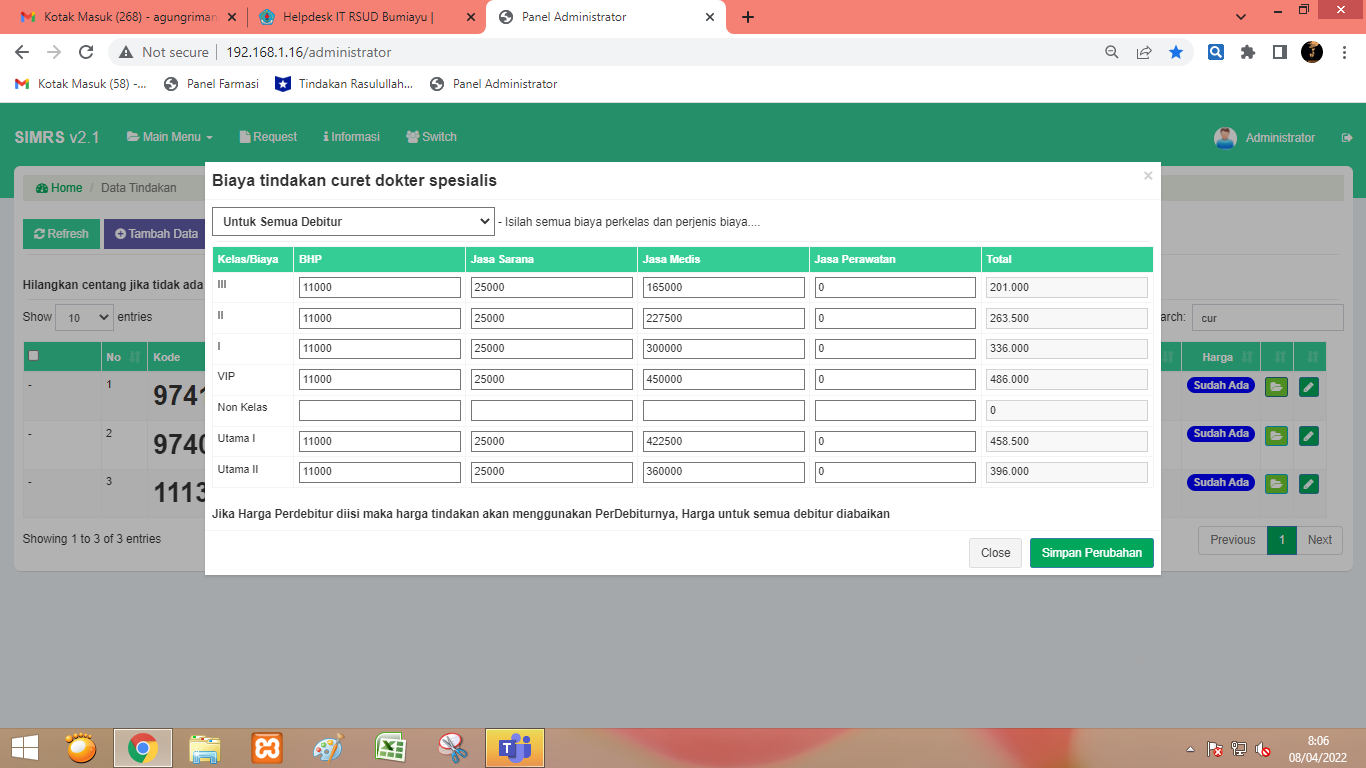 Kotak Masuk (268) - agungriman
Helpdesk IT RSUD Bumiayu |
Panel Administrator
Not secure
192.168.1.16/administrator
Kotak Masuk (58) -...
Panel Farmasi
Tindakan Rasulullah...
Panel Administrator
SIMRS v2.1
Main Menu
Request
Informasi
Switch
Administrator
Home / Data Tindakan
Refresh
Tambah Data
Hilangkan centang jika tidak ada
Show 10 entries
arch: cur
No Kode Harga
- 1 9741 Sudah Ada
- 2 9740 Sudah Ada
- 3 1113 Sudah Ada
Showing 1 to 3 of 3 entries
Previous 1 Next
Biaya tindakan curet dokter spesialis ×
Untuk Semua Debitur - Isilah semua biaya perkelas dan perjenis biaya....
Kelas/Biaya BHP Jasa Sarana Jasa Medis Jasa Perawatan Total
III 11000 25000 165000 0 201.000
II 11000 25000 227500 0 263.500
I 11000 25000 300000 0 336.000
VIP 11000 25000 450000 0 486.000
Non Kelas 0
Utama I 11000 25000 422500 0 458.500
Utama II 11000 25000 360000 0 396.000
Jika Harga Perdebitur diisi maka harga tindakan akan menggunakan PerDebiturnya, Harga untuk semua debitur diabaikan
Close
Simpan Perubahan
8:06
08/04/2022